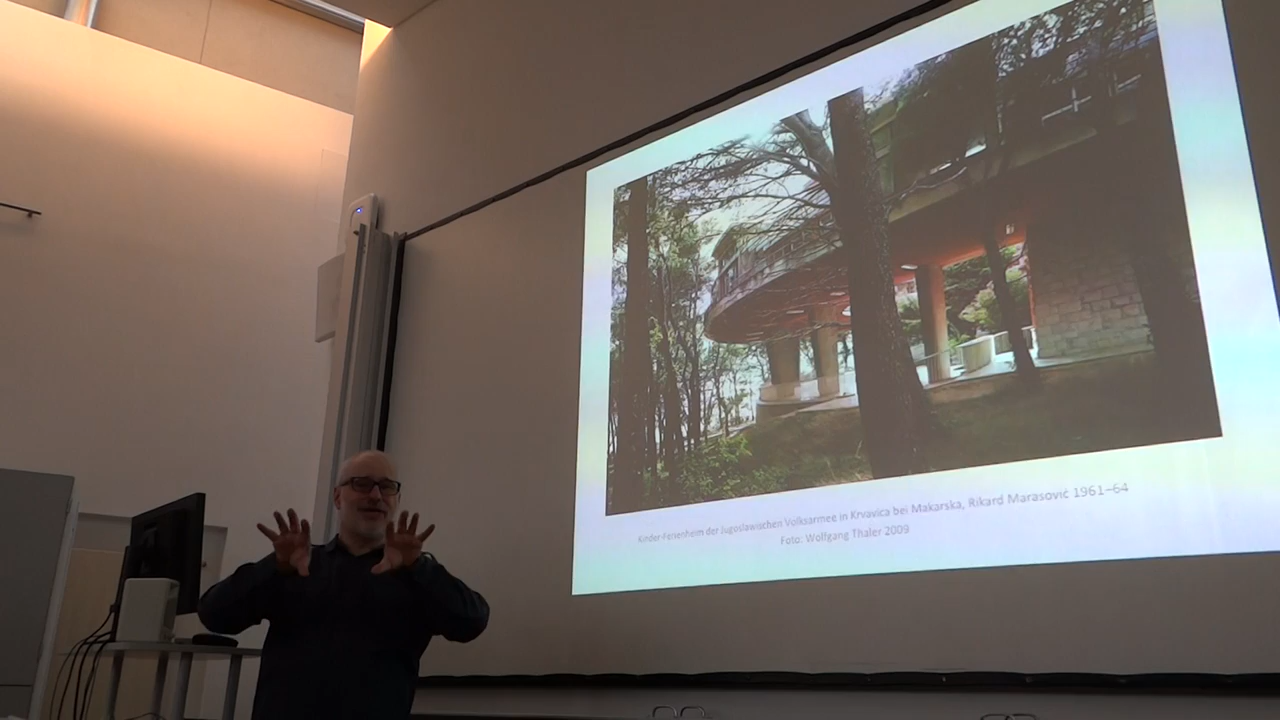 Kinder-Ferienheim der Jugoslawischen Volksarmee in Krvavica bei Makarska, Rikard Marasović 1961–64
Foto: Wolfgang Thaler 2009